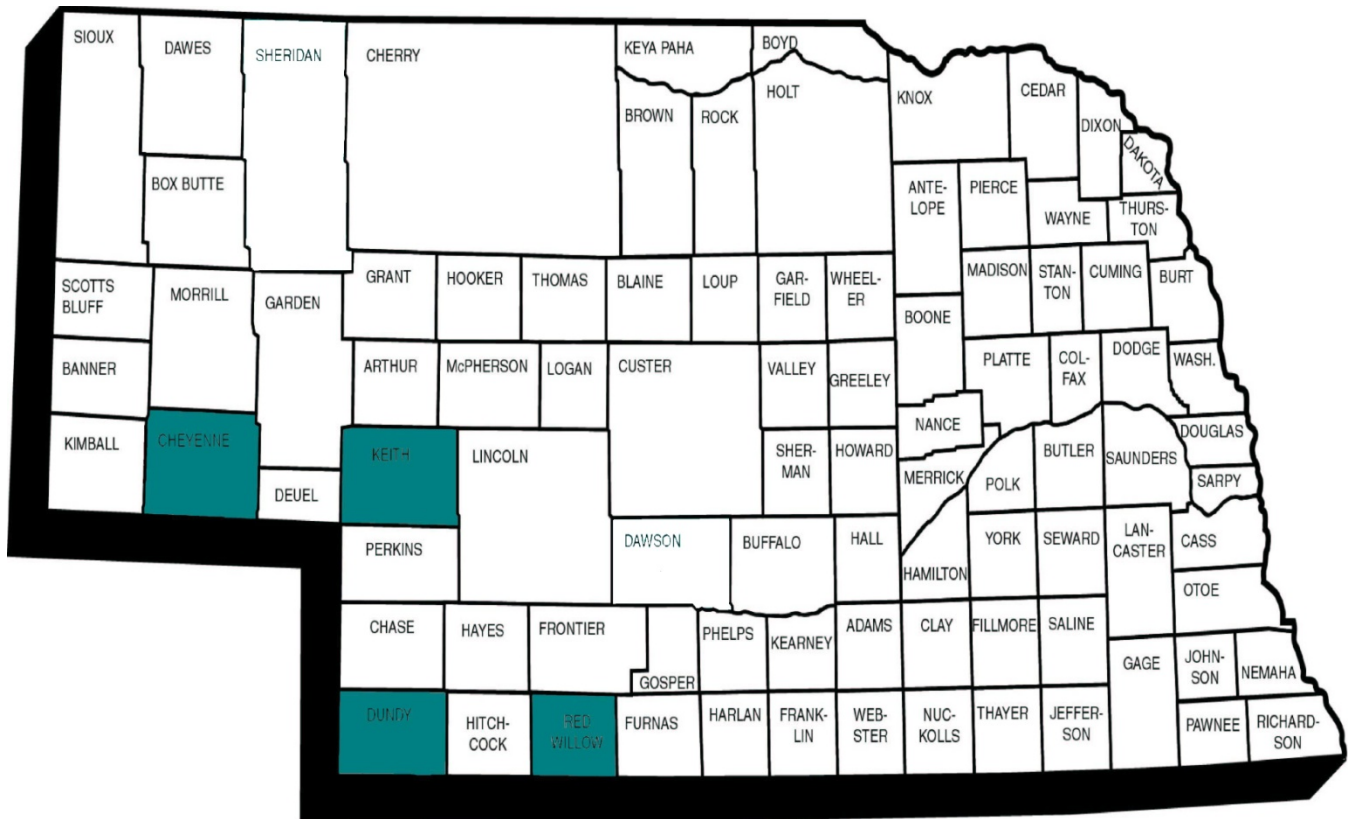 SIOUX
DAWES
SHERIDAN
CHERRY
KEYA PAHA
BOYD
HOLT
BROWN
ROCK
KNOX
CEDAR
DIXON
DAKOTA
BOX BUTTE
ANTE-
LOPE
PIERCE
WAYNE
THURS-
TON
SCOTTS
BLUFF
MORRILL
GARDEN
GRANT
HOOKER
THOMAS
BLAINE
LOUP
GAR-
FIELD
WHEEL-
ER
BOONE
MADISON
STAN-
TON
CUMING
BURT
BANNER
ARTHUR
McPHERSON
LOGAN
CUSTER
VALLEY
GREELEY
PLATTE
COL-
FAX
DODGE
WASH.
KIMBALL
CHEYENNE
DEUEL
KEITH
LINCOLN
SHER-
MAN
HOWARD
NANCE
MERRICK
POLK
BUTLER
SAUNDERS
DOUGLAS
SARPY
PERKINS
DAWSON
BUFFALO
HALL
HAMILTON
YORK
SEWARD
LAN-
CASTER
CASS
OTOE
CHASE
HAYES
FRONTIER
GOSPER
PHELPS
KEARNEY
ADAMS
CLAY
FILLMORE
SALINE
GAGE
JOHN-
SON
NEMAHA
DUNDY
HITCH-
COCK
RED
WILLOW
FURNAS
HARLAN
FRANK-
LIN
WEB-
STER
NUC-
KOLLS
THAYER
JEFFER-
SON
PAWNEE
RICHARD-
SON